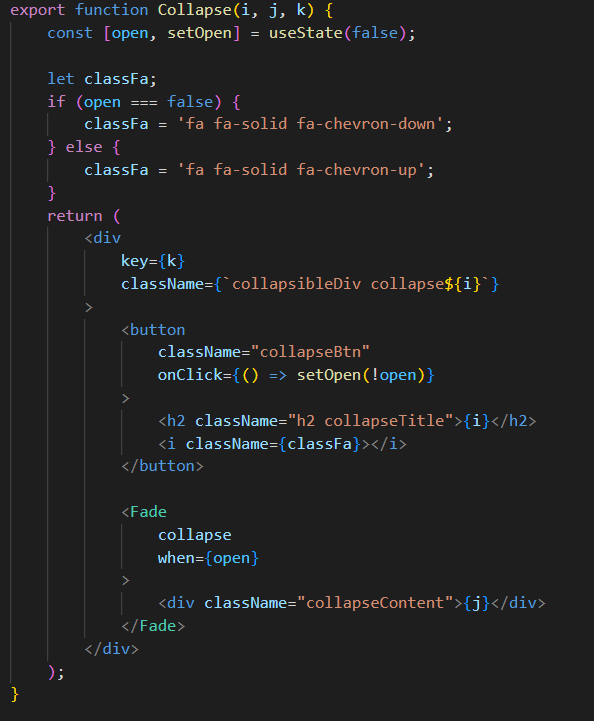 export function Collapse(i, j, k) {
    const [open, setOpen] = useState(false);

    let classFa;
    if (open === false) {
        classFa = 'fa fa-solid fa-chevron-down';
    } else {
        classFa = 'fa fa-solid fa-chevron-up';
    }
    return (
        <div
            key={k}
            className={`collapsibleDiv collapse${i}`}
        >
            <button
                className="collapseBtn"
                onClick={() => setOpen(!open)}
            >
                <h2 className="h2 collapseTitle">{i}</h2>
                <i className={classFa}></i>
            </button>

            <Fade
                collapse
                when={open}
            >
                <div className="collapseContent">{j}</div>
            </Fade>
        </div>
    );
}